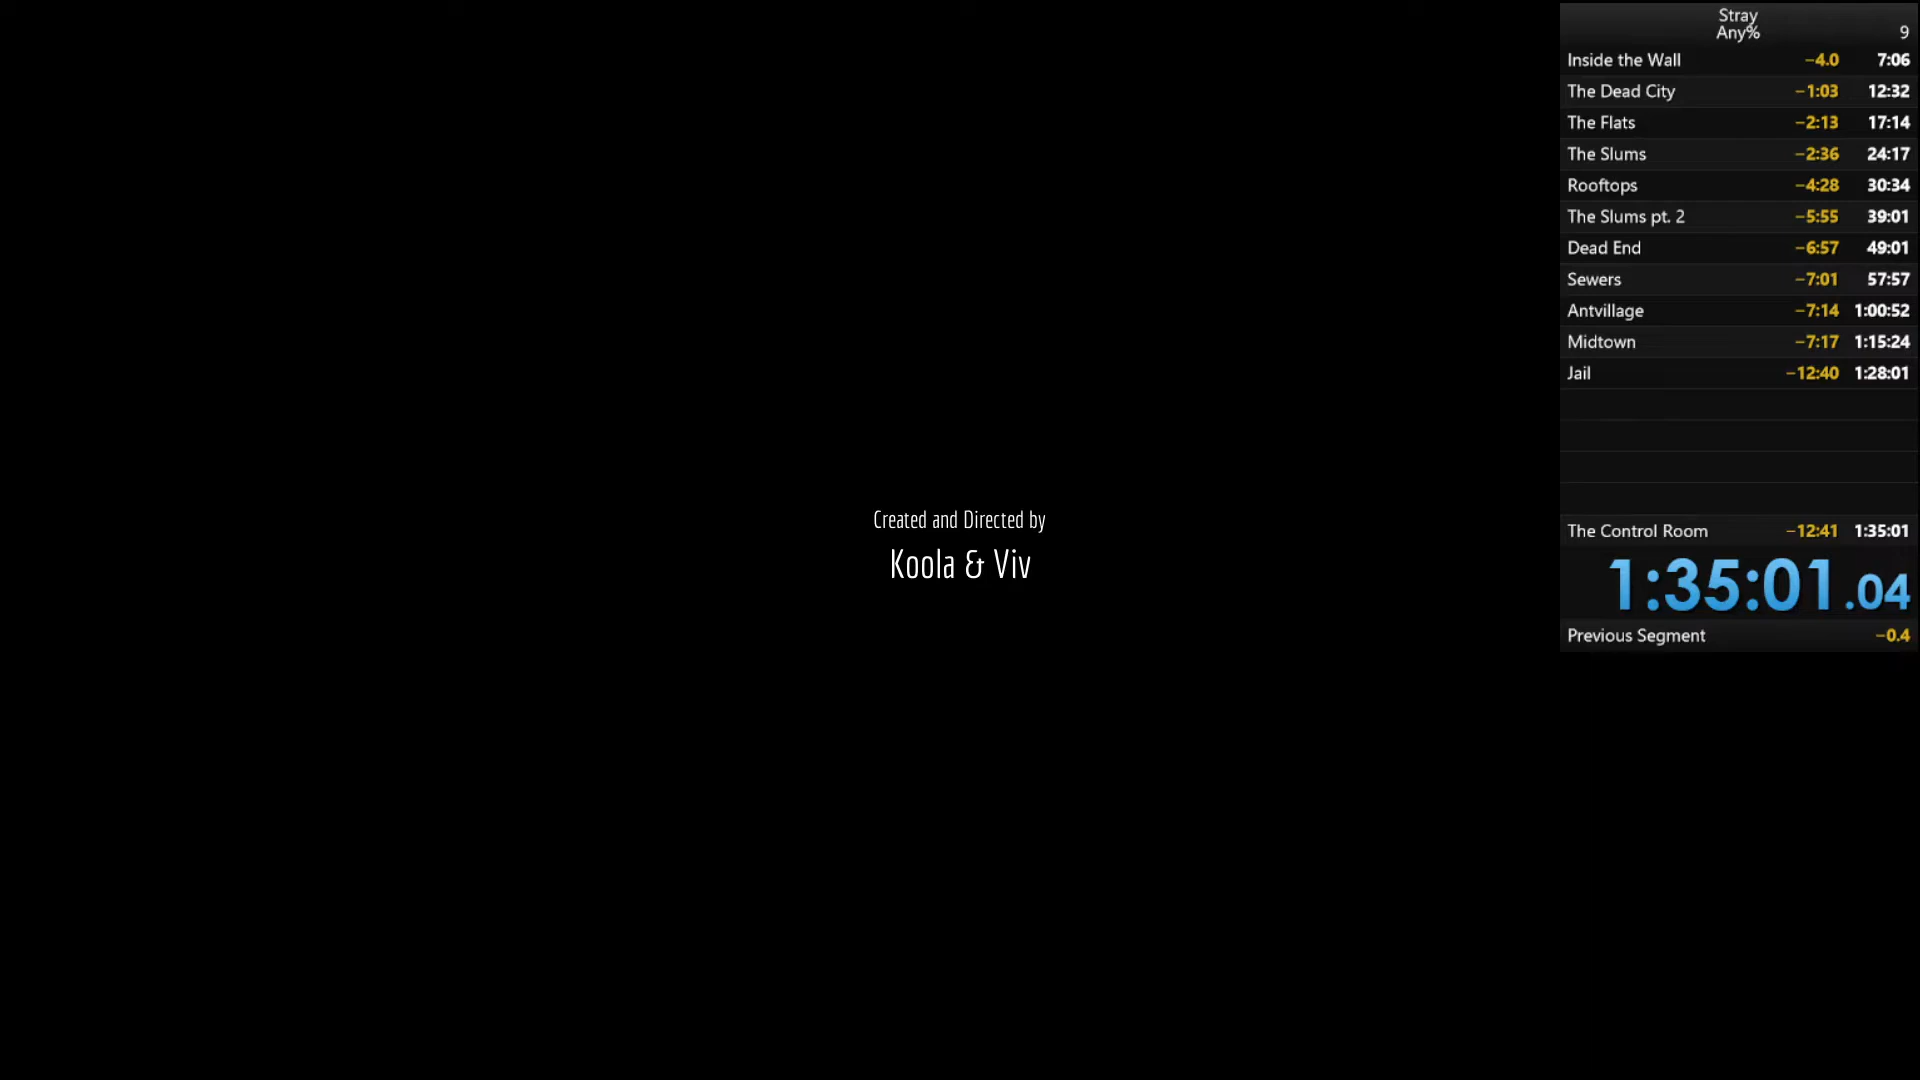 Stray
Any%
9
Inside the Wall −4.0 7:06
The Dead City −1:03 12:32
The Flats −2:13 17:14
The Slums −2:36 24:17
Rooftops −4:28 30:34
The Slums pt. 2 −5:55 39:01
Dead End −6:57 49:01
Sewers −7:01 57:57
Antvillage −7:14 1:00:52
Midtown −7:17 1:15:24
Jail −12:40 1:28:01
The Control Room −12:41 1:35:01
1:35:01.04
Previous Segment −0.4
Created and Directed by
Koola & Viv